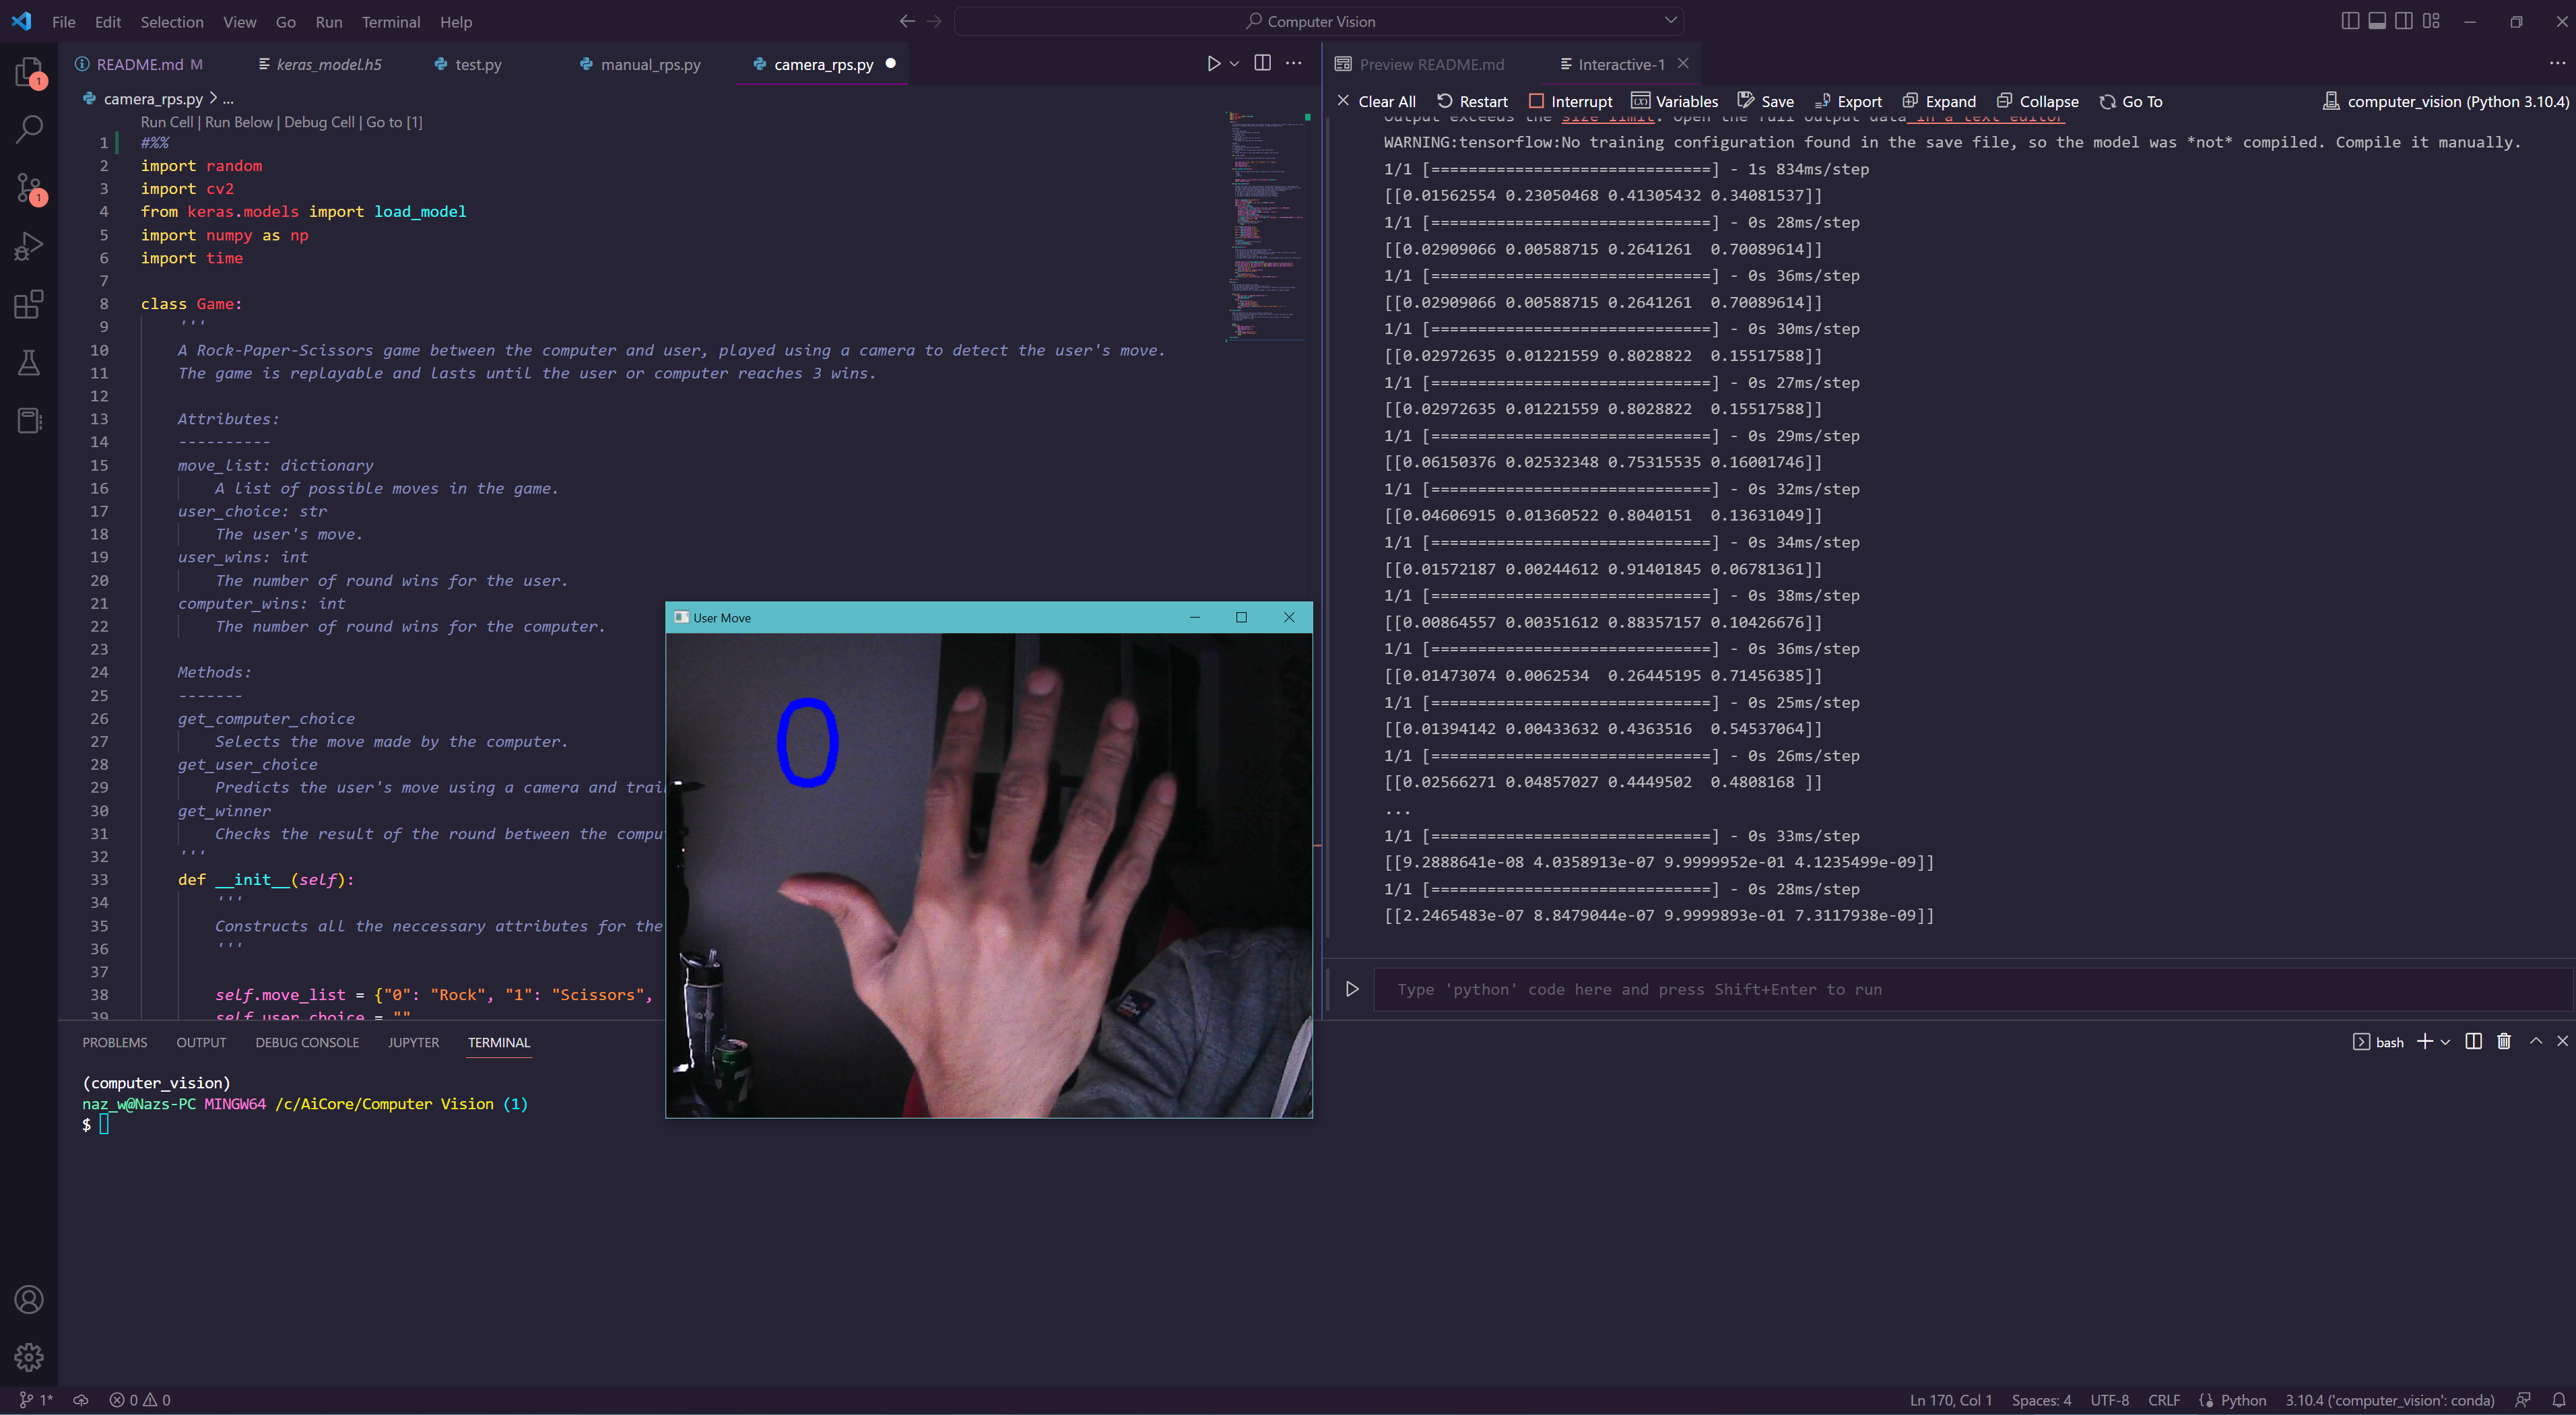 File Edit Selection View Go Run Terminal Help
Computer Vision
README.md M keras_model.h5 test.py manual_rps.py camera_rps.py
camera_rps.py > ...
Run Cell | Run Below | Debug Cell | Go to [1]
1 #%%
2 import random
3 import cv2
4 from keras.models import load_model
5 import numpy as np
6 import time
7
8 class Game:
9 '''
10 A Rock-Paper-Scissors game between the computer and user, played using a camera to detect the user's move.
11 The game is replayable and lasts until the user or computer reaches 3 wins.
12
13 Attributes:
14 ----------
15 move_list: dictionary
16 A list of possible moves in the game.
17 user_choice: str
18 The user's move.
19 user_wins: int
20 The number of round wins for the user.
21 computer_wins: int
22 The number of round wins for the computer.
23
24 Methods:
25 -------
26 get_computer_choice
27 Selects the move made by the computer.
28 get_user_choice
29 Predicts the user's move using a camera and trai
30 get_winner
31 Checks the result of the round between the compu
32 '''
33 def __init__(self):
34 '''
35 Constructs all the neccessary attributes for the
36 '''
37
38 self.move_list = {"0": "Rock", "1": "Scissors",
39 self.user_choice = ""
User Move
0
Preview README.md Interactive-1
Clear All Restart Interrupt Variables Save Export Expand Collapse Go To computer_vision (Python 3.10.4)
Output exceeds the size limit. Open the full output data in a text editor
WARNING:tensorflow:No training configuration found in the save file, so the model was *not* compiled. Compile it manually.
1/1 [==============================] - 1s 834ms/step
[[0.01562554 0.23050468 0.41305432 0.34081537]]
1/1 [==============================] - 0s 28ms/step
[[0.02909066 0.00588715 0.2641261  0.70089614]]
1/1 [==============================] - 0s 36ms/step
[[0.02909066 0.00588715 0.2641261  0.70089614]]
1/1 [==============================] - 0s 30ms/step
[[0.02972635 0.01221559 0.8028822  0.15517588]]
1/1 [==============================] - 0s 27ms/step
[[0.02972635 0.01221559 0.8028822  0.15517588]]
1/1 [==============================] - 0s 29ms/step
[[0.06150376 0.02532348 0.75315535 0.16001746]]
1/1 [==============================] - 0s 32ms/step
[[0.04606915 0.01360522 0.8040151  0.13631049]]
1/1 [==============================] - 0s 34ms/step
[[0.01572187 0.00244612 0.91401845 0.06781361]]
1/1 [==============================] - 0s 38ms/step
[[0.00864557 0.00351612 0.88357157 0.10426676]]
1/1 [==============================] - 0s 36ms/step
[[0.01473074 0.0062534  0.26445195 0.71456385]]
1/1 [==============================] - 0s 25ms/step
[[0.01394142 0.00433632 0.4363516  0.54537064]]
1/1 [==============================] - 0s 26ms/step
[[0.02566271 0.04857027 0.4449502  0.4808168 ]]
...
1/1 [==============================] - 0s 33ms/step
[[9.2888641e-08 4.0358913e-07 9.9999952e-01 4.1235499e-09]]
1/1 [==============================] - 0s 28ms/step
[[2.2465483e-07 8.8479044e-07 9.9999893e-01 7.3117938e-09]]
Type 'python' code here and press Shift+Enter to run
PROBLEMS OUTPUT DEBUG CONSOLE JUPYTER TERMINAL
bash
(computer_vision)
naz_w@Nazs-PC MINGW64 /c/AiCore/Computer Vision (1)
$
1* 0 0
Ln 170, Col 1 Spaces: 4 UTF-8 CRLF Python 3.10.4 ('computer_vision': conda)